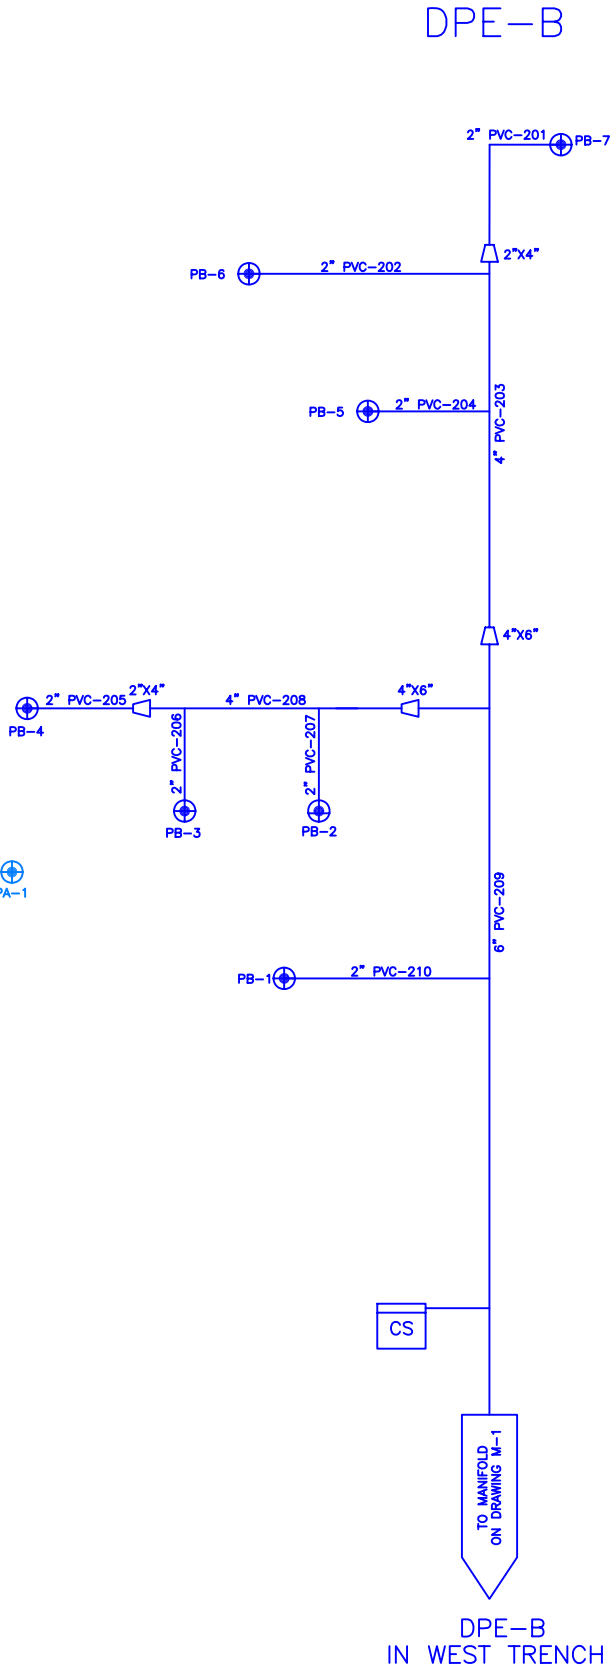 DPE-B
2" PVC-201
PB-7
2"X4"
PB-6
2" PVC-202
PB-5
2" PVC-204
4" PVC-203
4"X6"
2" PVC-205
2"X4"
4" PVC-208
4"X6"
PB-4
2" PVC-206
2" PVC-207
PB-3
PB-2
PA-1
6" PVC-209
PB-1
2" PVC-210
CS
TO MANIFOLD
ON DRAWING M-1
DPE-B
IN WEST TRENCH